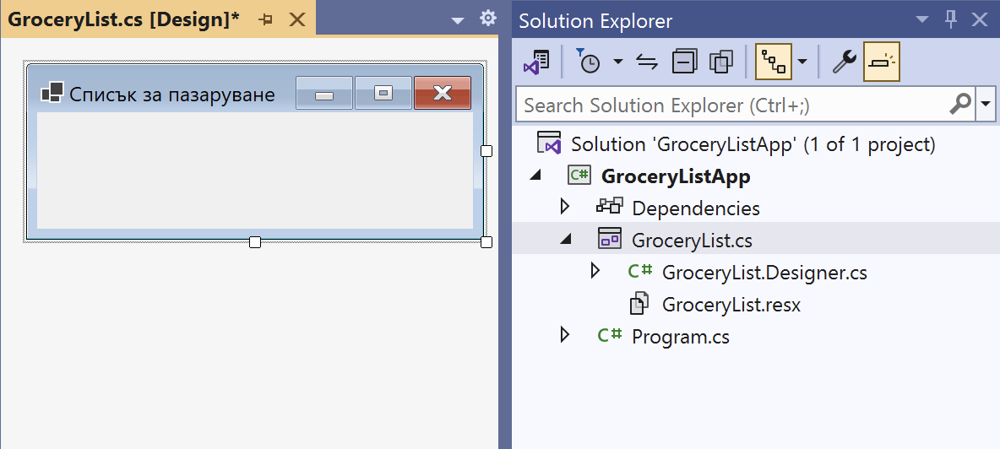 GroceryList.cs [Design]*
Списък за пазаруване
Solution Explorer
Search Solution Explorer (Ctrl+;)
Solution 'GroceryListApp' (1 of 1 project)
C# GroceryListApp
Dependencies
GroceryList.cs
C# GroceryList.Designer.cs
GroceryList.resx
C# Program.cs